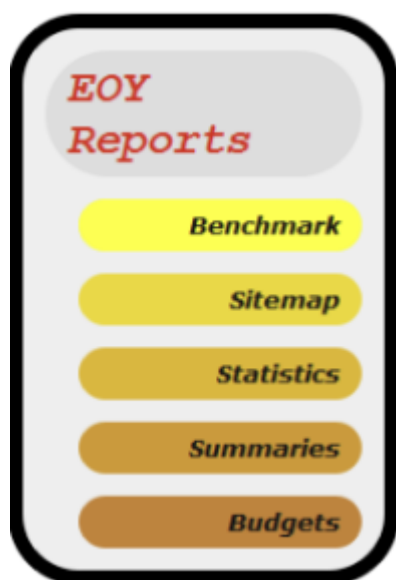 EOY
Reports
Benchmark
Sitemap
Statistics
Summaries
Budgets